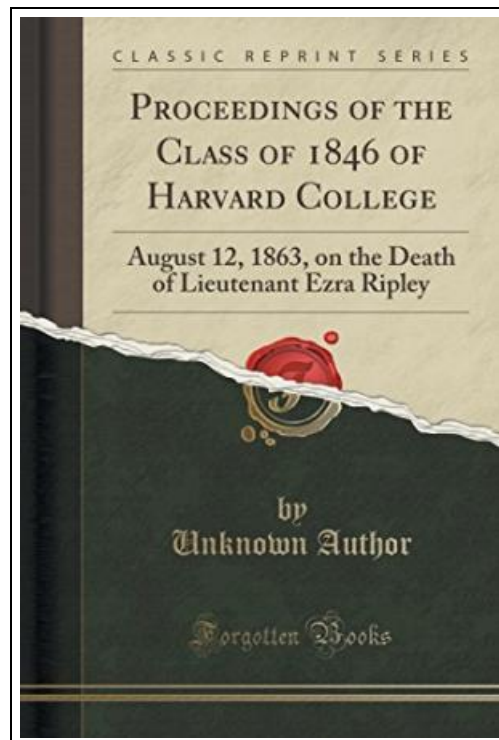 CLASSIC REPRINT SERIES
PROCEEDINGS OF THE
CLASS OF 1846 OF
HARVARD COLLEGE
August 12, 1863, on the Death
of Lieutenant Ezra Ripley
F
by
Unknown Author
Forgotten Books